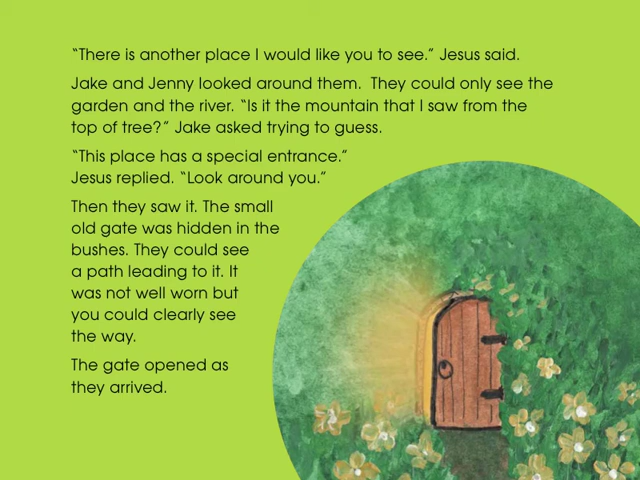 “There is another place I would like you to see.” Jesus said.
Jake and Jenny looked around them.  They could only see the
garden and the river. “Is it the mountain that I saw from the
top of tree?” Jake asked trying to guess.
“This place has a special entrance.”
Jesus replied. “Look around you.”
Then they saw it. The small
old gate was hidden in the
bushes. They could see
a path leading to it. It
was not well worn but
you could clearly see
the way.
The gate opened as
they arrived.